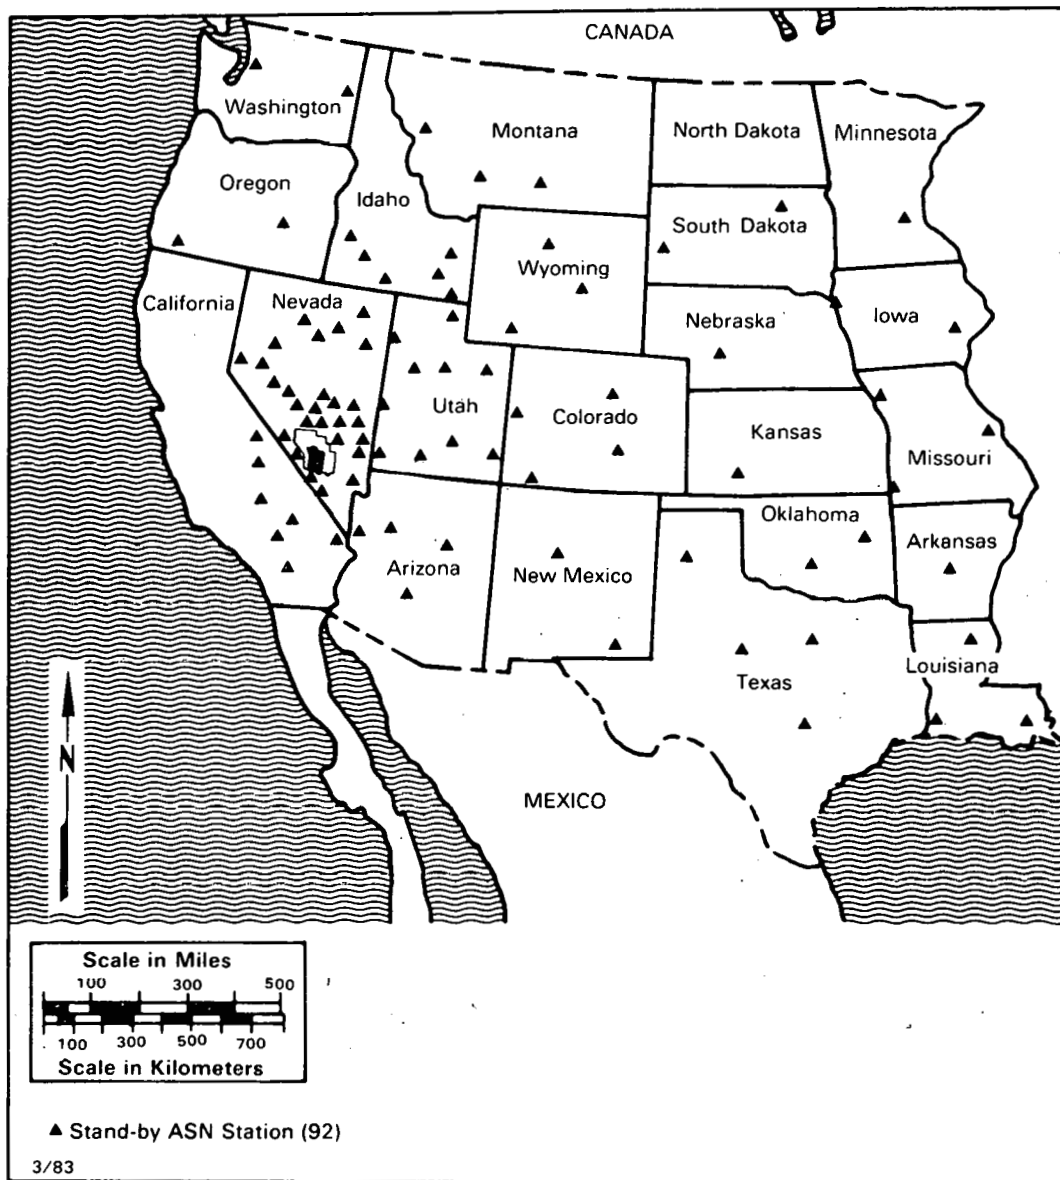 CANADA
Washington
Montana
North Dakota
Minnesota
Oregon
Idaho
South Dakota
Wyoming
California
Nevada
Nebraska
Iowa
Utah
Colorado
Kansas
Missouri
Oklahoma
Arkansas
Arizona
New Mexico
Louisiana
Texas
N
MEXICO
Scale in Miles
100 300 500
100 300 500 700
Scale in Kilometers
▲ Stand-by ASN Station (92)
3/83